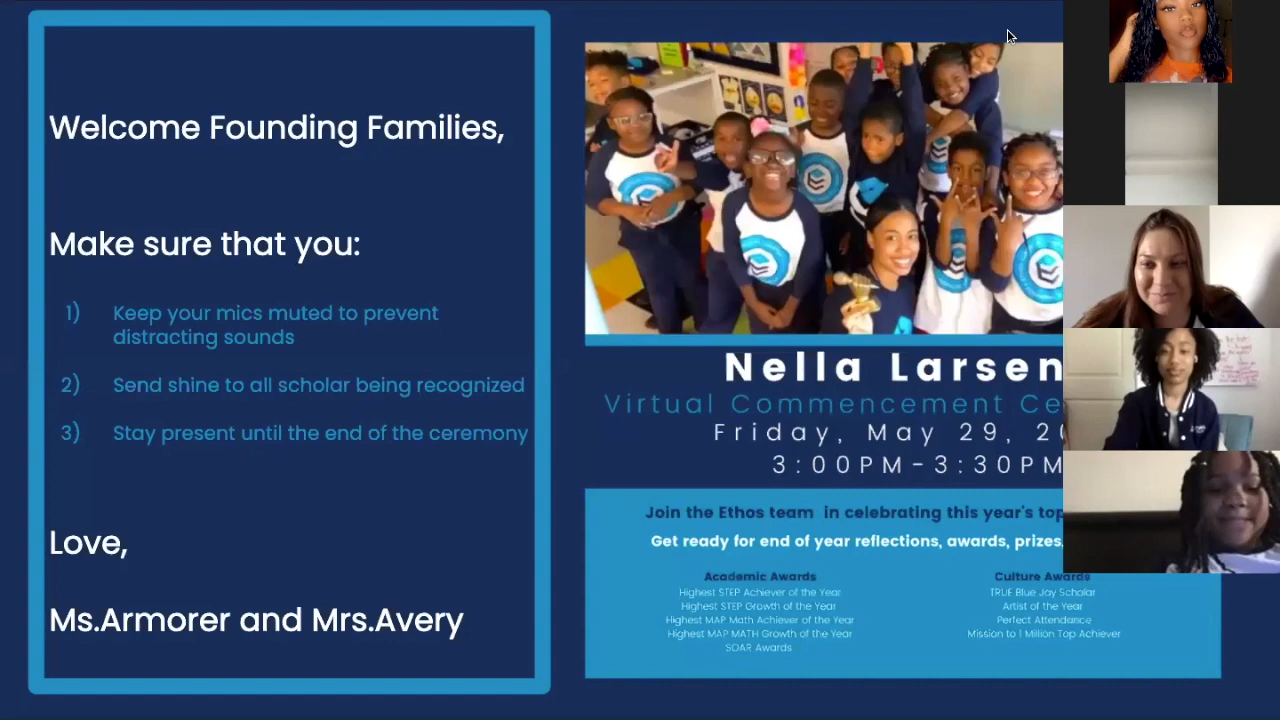 Welcome Founding Families,
Make sure that you:
1) Keep your mics muted to prevent
distracting sounds
2) Send shine to all scholar being recognized
3) Stay present until the end of the ceremony
Love,
Ms.Armorer and Mrs.Avery
Nella Larsen
Virtual Commencement Ce
Friday, May 29, 20
3:00PM-3:30PM
Join the Ethos team in celebrating this year's top
Get ready for end of year reflections, awards, prizes,
Academic Awards
Highest STEP Achiever of the Year
Highest STEP Growth of the Year
Highest MAP Math Achiever of the Year
Highest MAP MATH Growth of the Year
SOAR Awards
Culture Awards
TRUE Blue Jay Scholar
Artist of the Year
Perfect Attendance
Mission to 1 Million Top Achiever